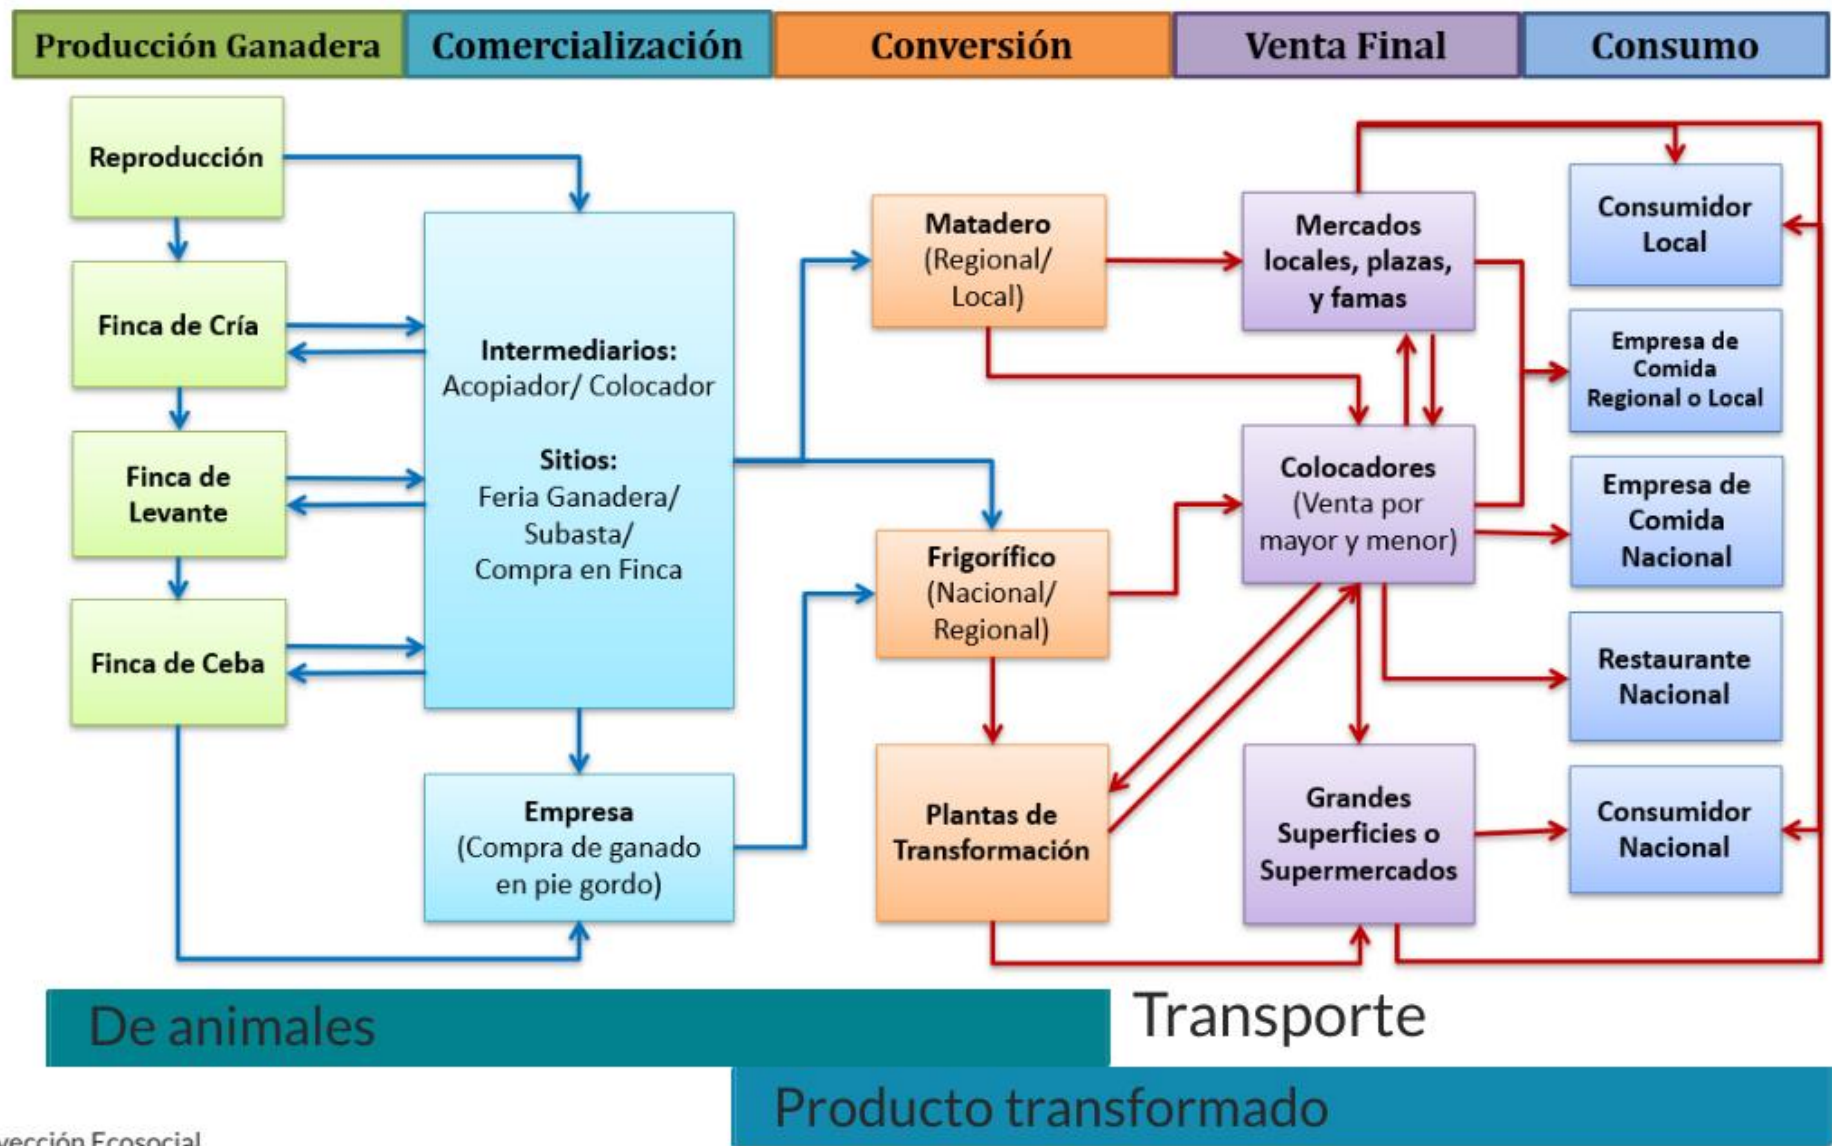 Producción Ganadera
Comercialización
Conversión
Venta Final
Consumo
Reproducción
Finca de Cría
Finca de
Levante
Finca de Ceba
Intermediarios:
Acopiador/ Colocador
Sitios:
Feria Ganadera/
Subasta/
Compra en Finca
Empresa
(Compra de ganado
en pie gordo)
Matadero
(Regional/
Local)
Frigorífico
(Nacional/
Regional)
Plantas de
Transformación
Mercados
locales, plazas,
y famas
Colocadores
(Venta por
mayor y menor)
Grandes
Superficies o
Supermercados
Consumidor
Local
Empresa de
Comida
Regional o Local
Empresa de
Comida
Nacional
Restaurante
Nacional
Consumidor
Nacional
De animales
Transporte
Producto transformado
Ecosocial